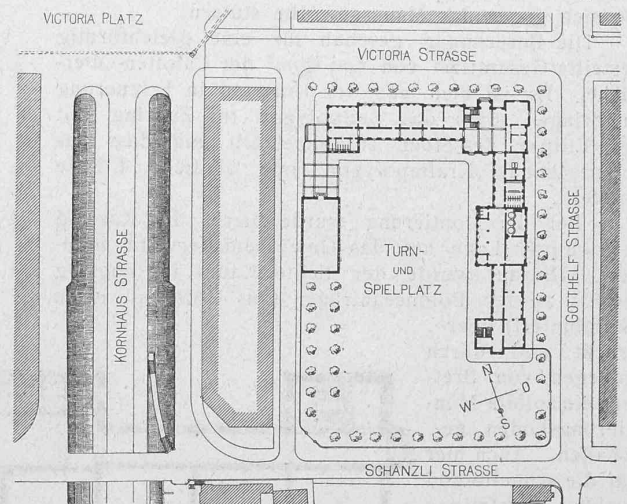 VICTORIA PLATZ
VICTORIA STRASSE
KORNHAUS STRASSE
TURN-
UND
SPIELPLATZ
GOTTHELF STRASSE
N
W O
S
SCHÄNZLI STRASSE